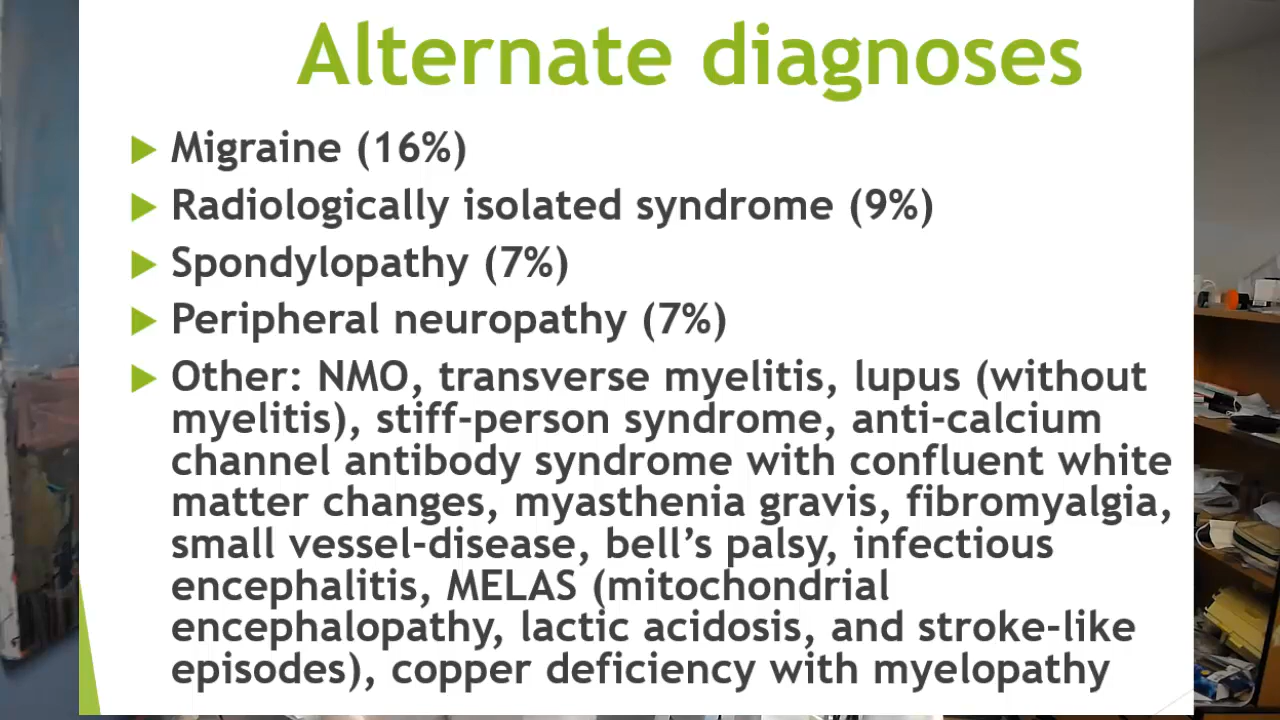 Alternate diagnoses
Migraine (16%)
Radiologically isolated syndrome (9%)
Spondylopathy (7%)
Peripheral neuropathy (7%)
Other: NMO, transverse myelitis, lupus (without
myelitis), stiff-person syndrome, anti-calcium
channel antibody syndrome with confluent white
matter changes, myasthenia gravis, fibromyalgia,
small vessel-disease, bell’s palsy, infectious
encephalitis, MELAS (mitochondrial
encephalopathy, lactic acidosis, and stroke-like
episodes), copper deficiency with myelopathy